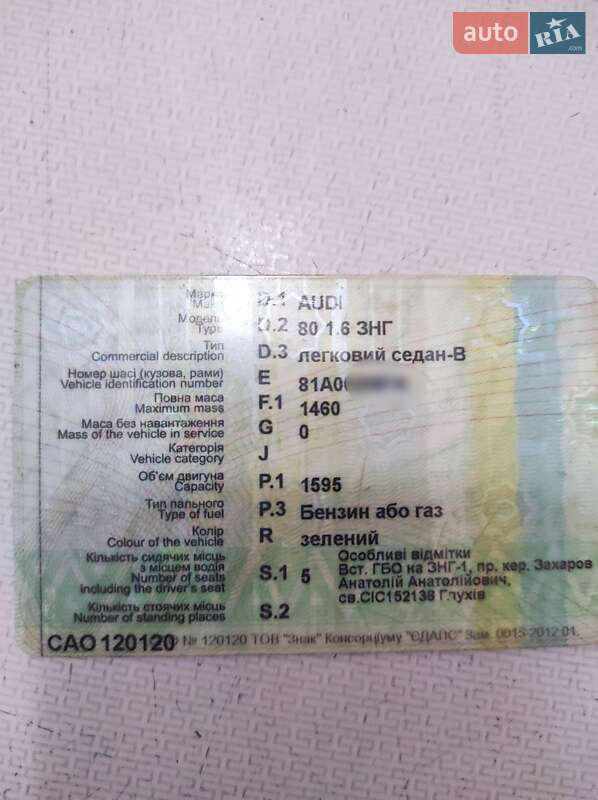 auto RIA .com
Марка D.1 AUDI
Модель D.2 80 1.6 ЗНГ
Type
Тип D.3 легковий седан-В
Commercial description
Номер шасі (кузова, рами) E 81A0
Vehicle identification number
Повна маса F.1 1460
Maximum mass
Маса без навантаження G 0
Mass of the vehicle in service
Категорія J
Vehicle category
Об'єм двигуна P.1 1595
Capacity
Тип пального P.3 Бензин або газ
Type of fuel
Колір R зелений
Colour of the vehicle
Кількість сидячих місць S.1 5
з місцем водія
Number of seats
including the driver's seat
Особливі відмітки
Вст. ГБО на ЗНГ-1, пр. кер. Захаров
Анатолій Анатолійович,
св.СІС152138 Глухів
Кількість стоячих місць S.2
Number of standing places
САО 120120
№ 120120 ТОВ "Знак" Консорціуму "ЄДАПС" Зам. 0015-2012.01.